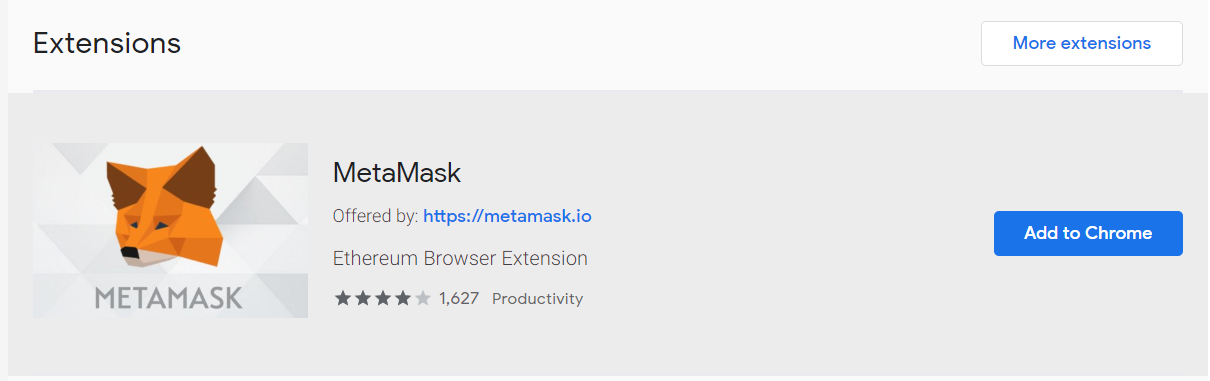 Extensions
More extensions
METAMASK
MetaMask
Offered by: https://metamask.io
Ethereum Browser Extension
1,627 Productivity
Add to Chrome